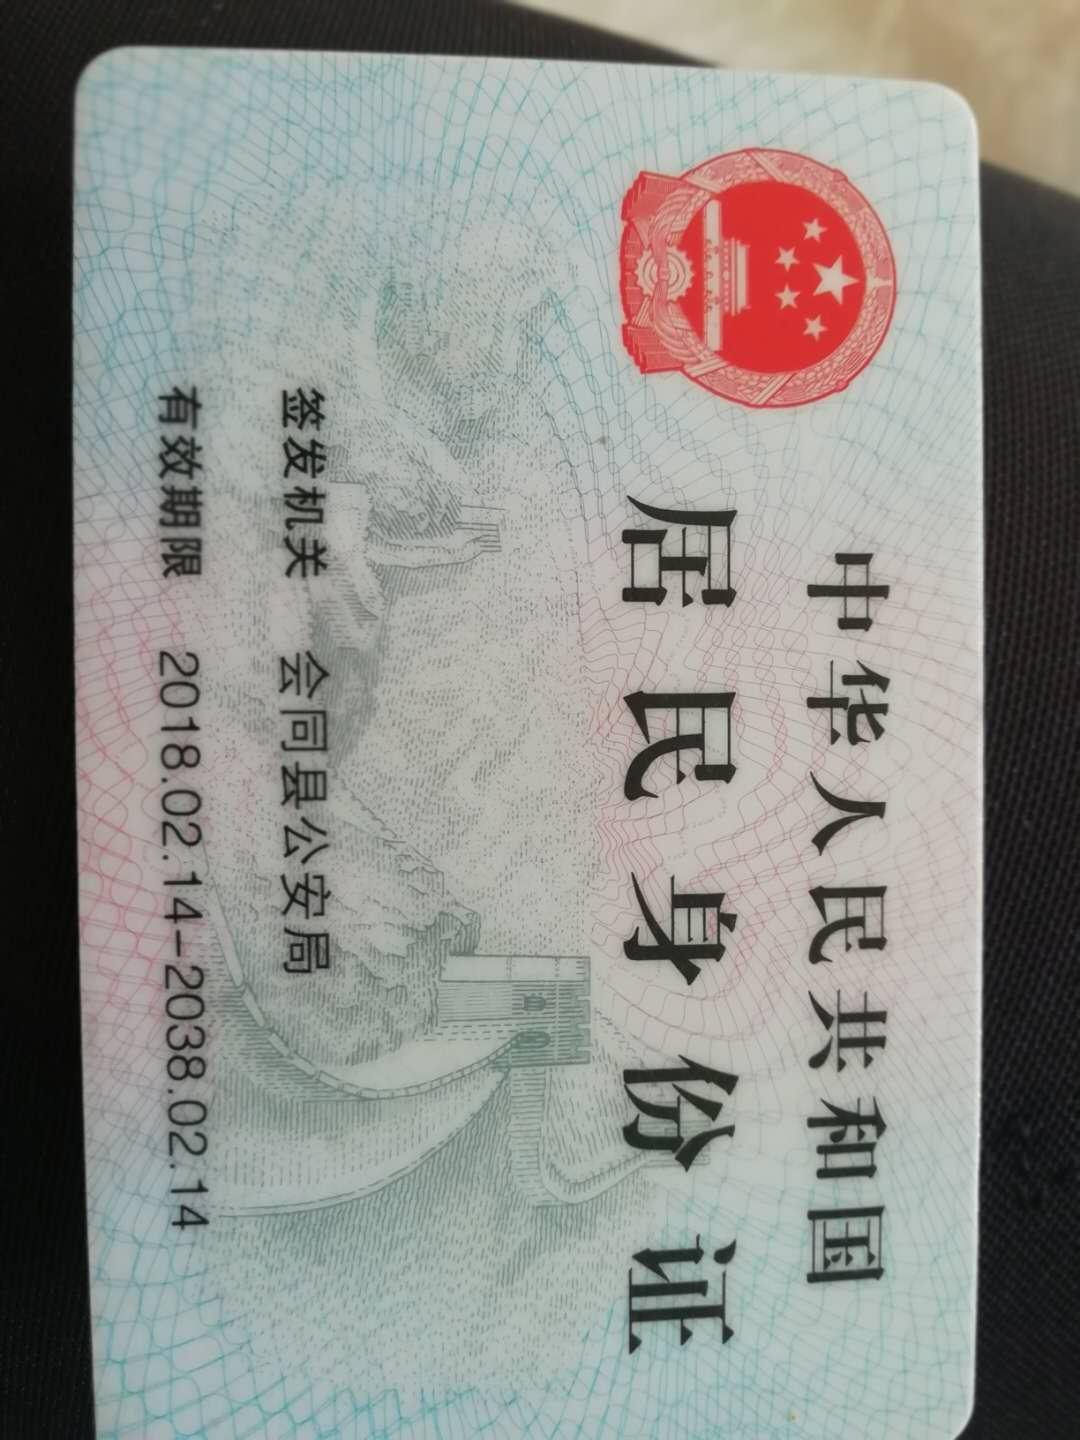 中华人民共和国
居民身份证
签发机关 会同县公安局
有效期限 2018.02.14-2038.02.14